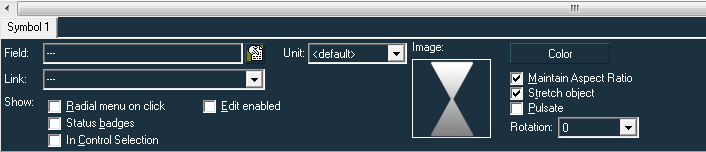 Symbol 1
Field: --- Unit: <default> Image: Color
Link: --- Maintain Aspect Ratio
Stretch object
Show: Radial menu on click Edit enabled Pulsate
Status badges Rotation: 0
In Control Selection